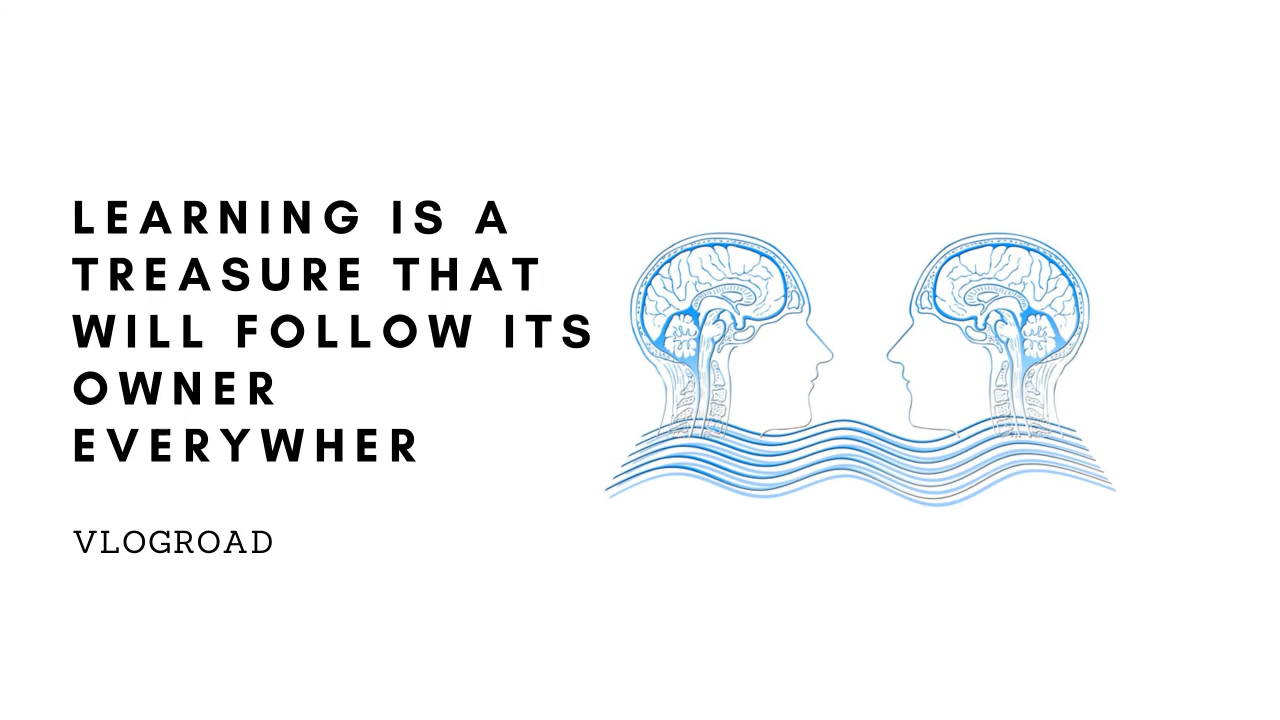 LEARNING IS A
TREASURE THAT
WILL FOLLOW ITS
OWNER
EVERYWHER
VLOGROAD